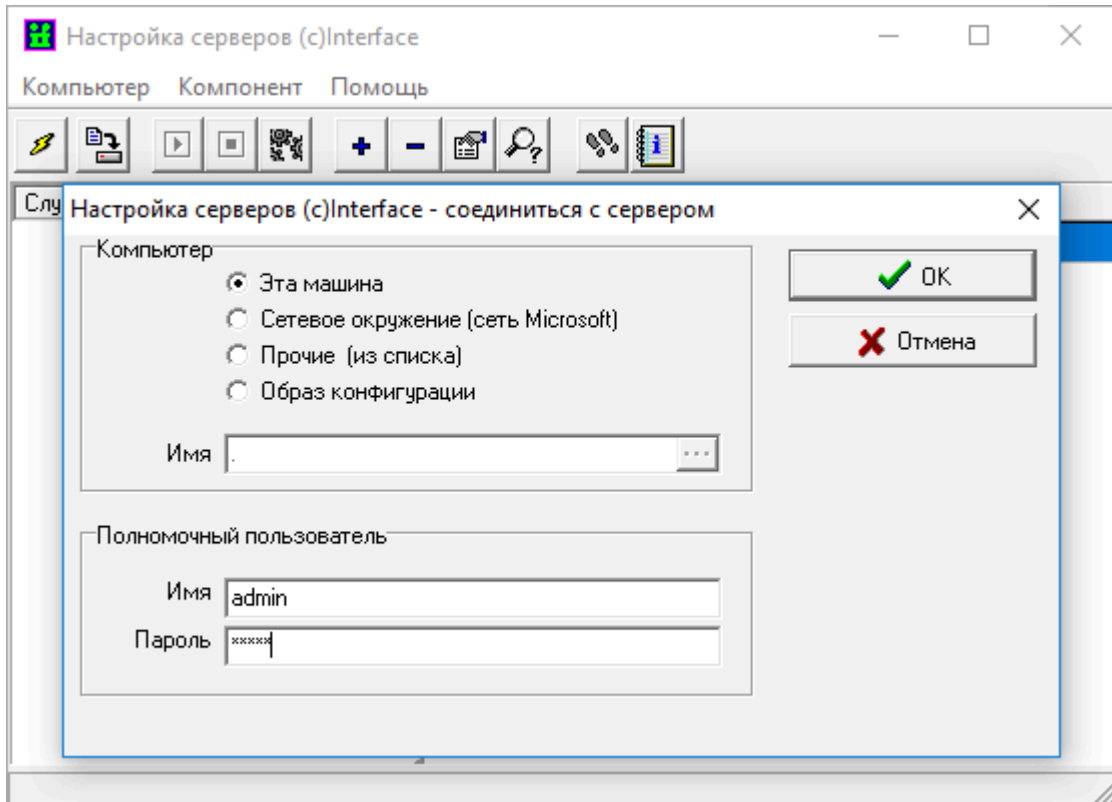 Настройка серверов (c)Interface
Компьютер Компонент Помощь
Слу
Настройка серверов (c)Interface - соединиться с сервером
Компьютер
Эта машина
Сетевое окружение (сеть Microsoft)
Прочие (из списка)
Образ конфигурации
Имя .
OK
Отмена
Полномочный пользователь
Имя admin
Пароль *****